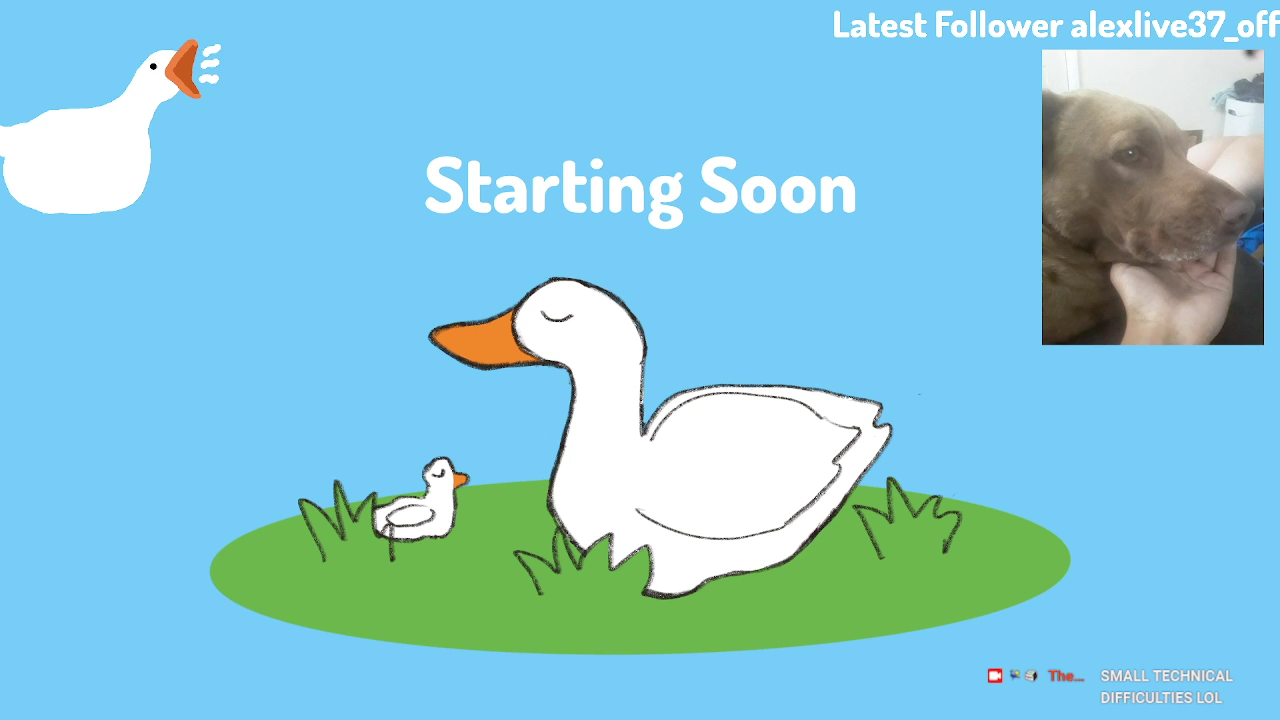 Latest Follower alexlive37_off
Starting Soon
The... SMALL TECHNICAL
DIFFICULTIES LOL